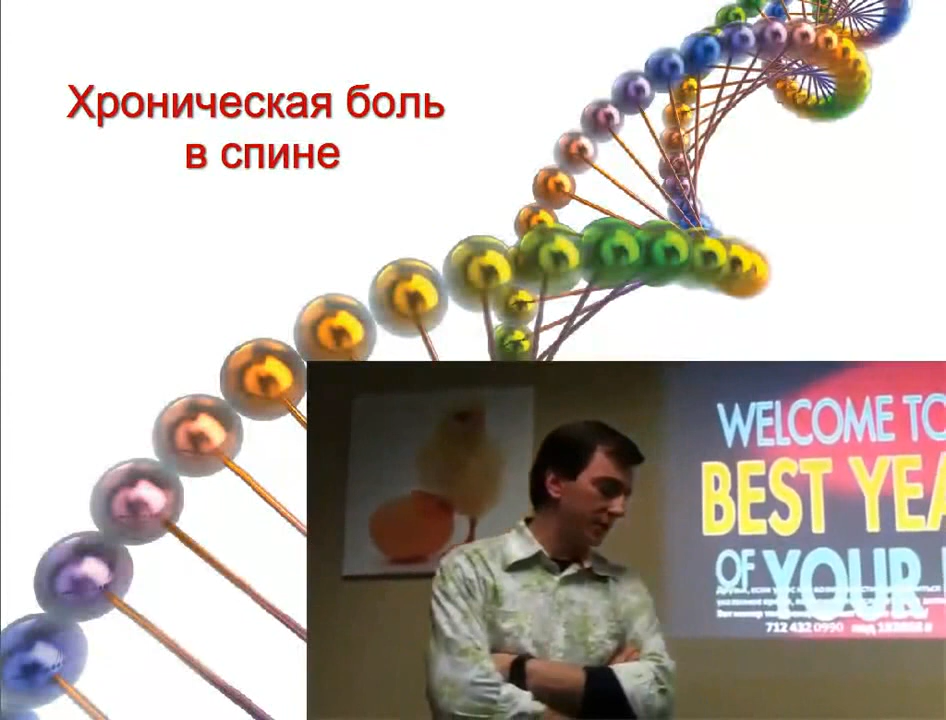 Хроническая боль
в спине
WELCOME TO
BEST YEA
OF YOUR
712 432 0990